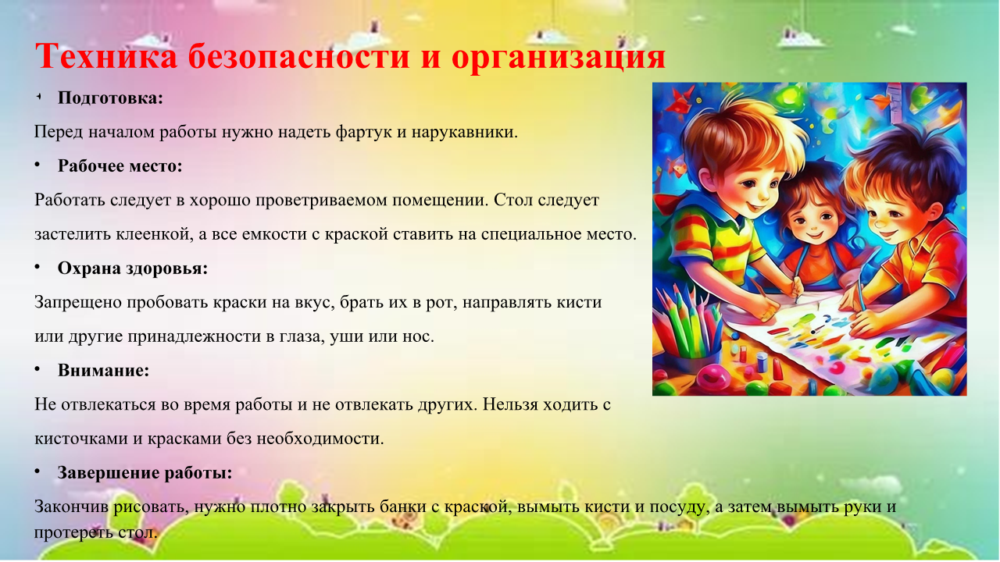 Техника безопасности и организация
Подготовка:
Перед началом работы нужно надеть фартук и нарукавники.
• Рабочее место:
Работать следует в хорошо проветриваемом помещении. Стол следует
застелить клеенкой, а все емкости с краской ставить на специальное место.
• Охрана здоровья:
Запрещено пробовать краски на вкус, брать их в рот, направлять кисти
или другие принадлежности в глаза, уши или нос.
• Внимание:
Не отвлекаться во время работы и не отвлекать других. Нельзя ходить с
кисточками и красками без необходимости.
• Завершение работы:
Закончив рисовать, нужно плотно закрыть банки с краской, вымыть кисти и посуду, а затем вымыть руки и
протереть стол.